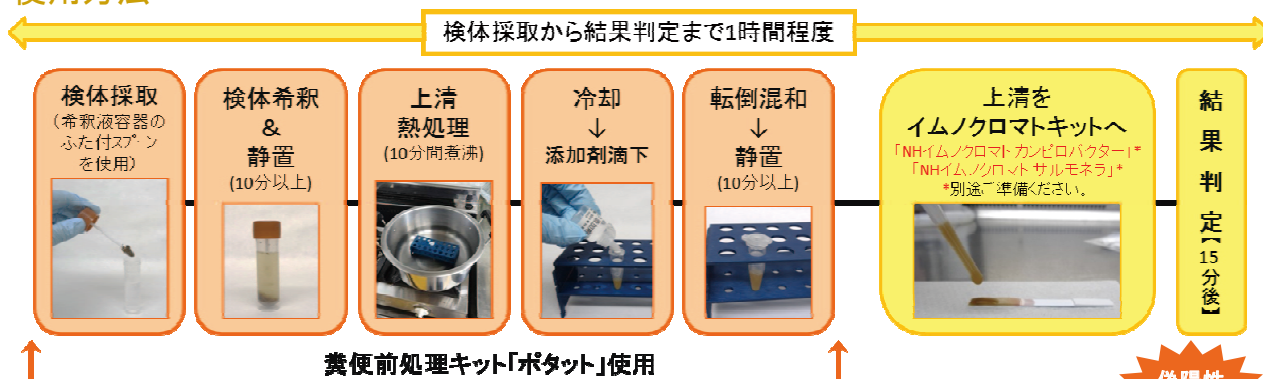 使用方法
検体採取から結果判定まで1時間程度
検体採取
(希釈液容器の
ふた付スプーン
を使用)
検体希釈
&
静置
(10分以上)
上清
熱処理
(10分間煮沸)
冷却
↓
添加剤滴下
転倒混和
↓
静置
(10分以上)
上清を
イムノクロマトキットへ
「NHイムノクロマト カンピロバクター」*
「NHイムノクロマト サルモネラ」*
*別途ご準備ください。
結果判定【15分後】
糞便前処理キット「ポタット」使用
偽陽性